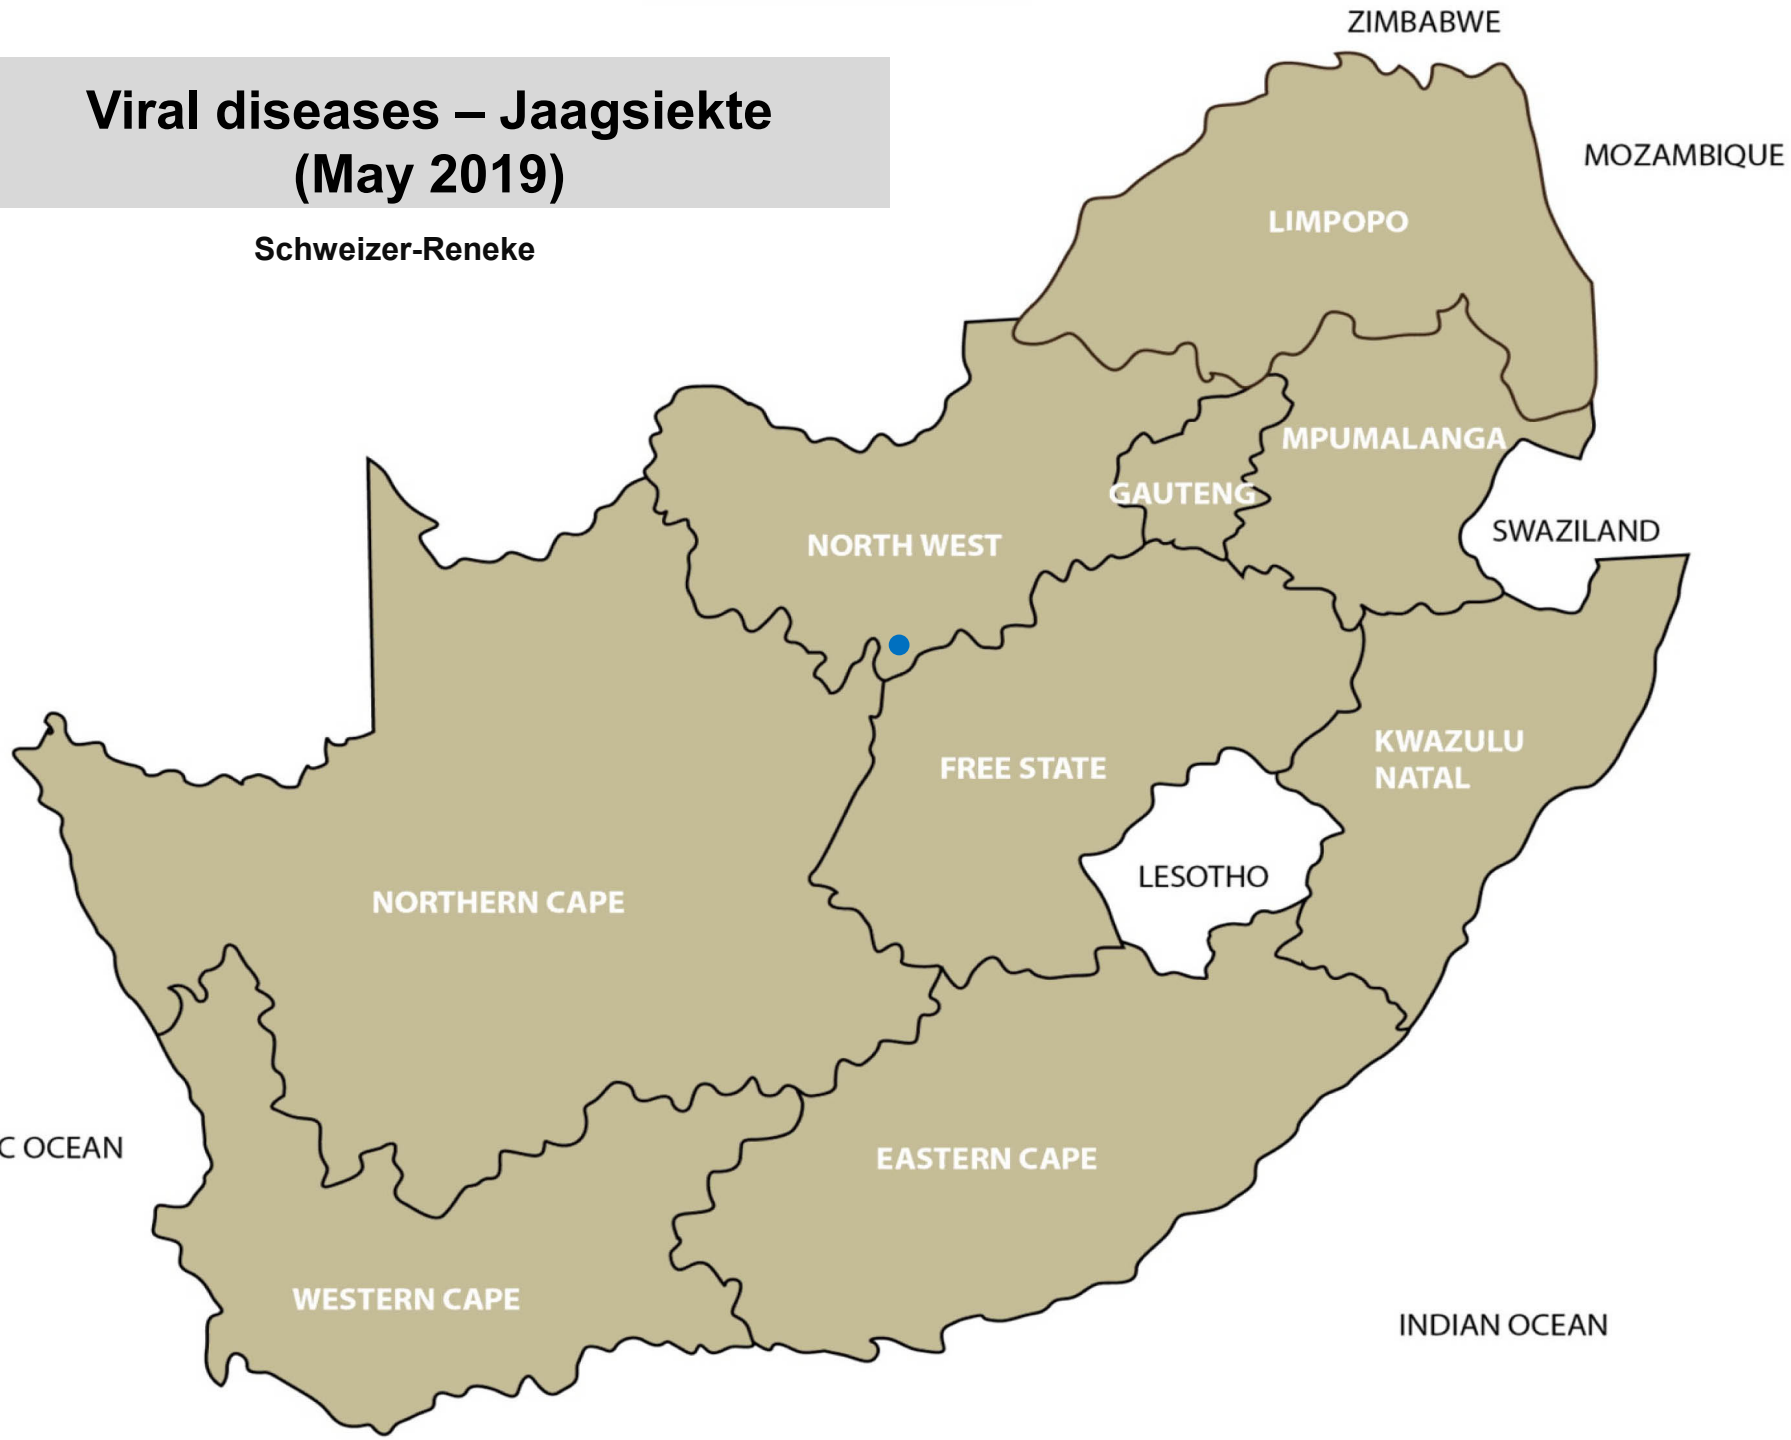 ZIMBABWE
Viral diseases – Jaagsiekte
(May 2019)
MOZAMBIQUE
LIMPOPO
Schweizer-Reneke
MPUMALANGA
GAUTENG
SWAZILAND
NORTH WEST
KWAZULU
NATAL
FREE STATE
LESOTHO
NORTHERN CAPE
C OCEAN
EASTERN CAPE
WESTERN CAPE
INDIAN OCEAN